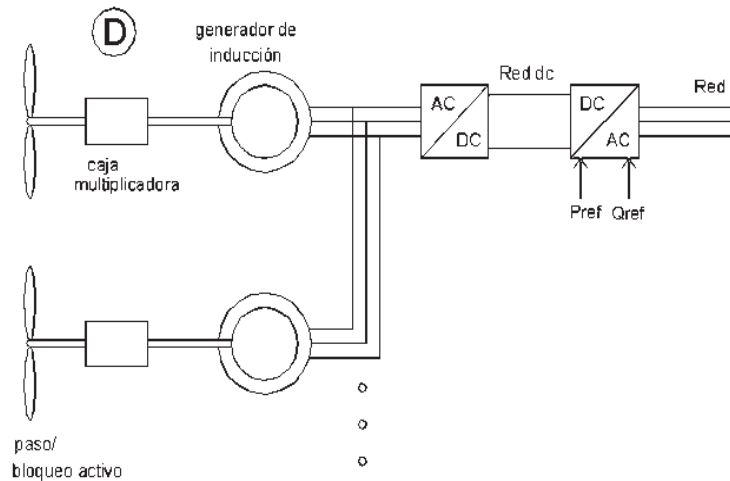 D
generador de
inducción
Red dc
Red
AC
DC
DC
AC
caja
multiplicadora
Pref Qref
paso/
bloqueo activo